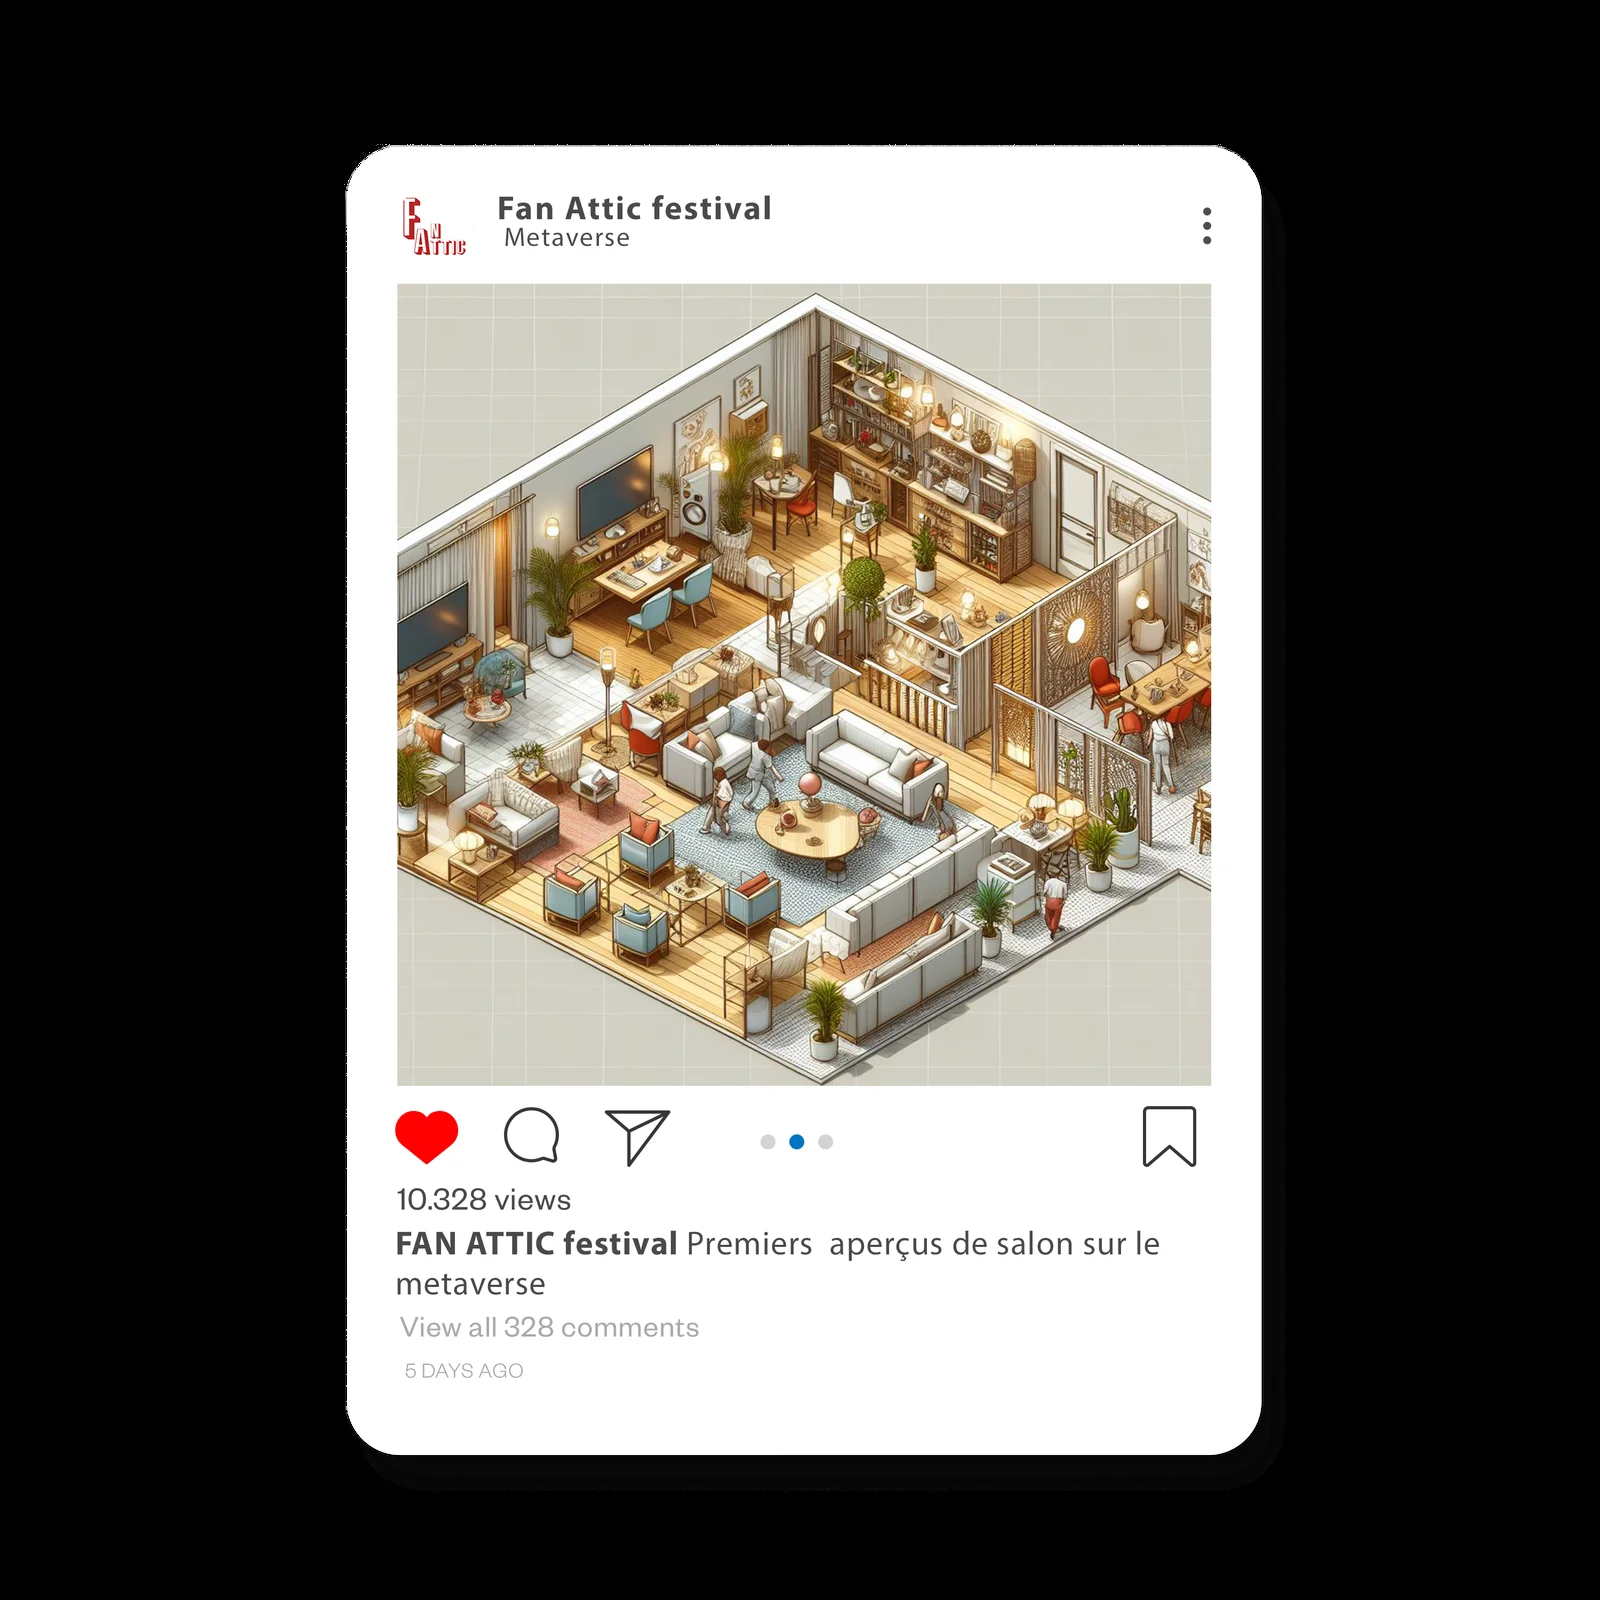 FAN
ATTIC
Fan Attic festival
Metaverse
10.328 views
FAN ATTIC festival Premiers aperçus de salon sur le
metaverse
View all 328 comments
5 DAYS AGO